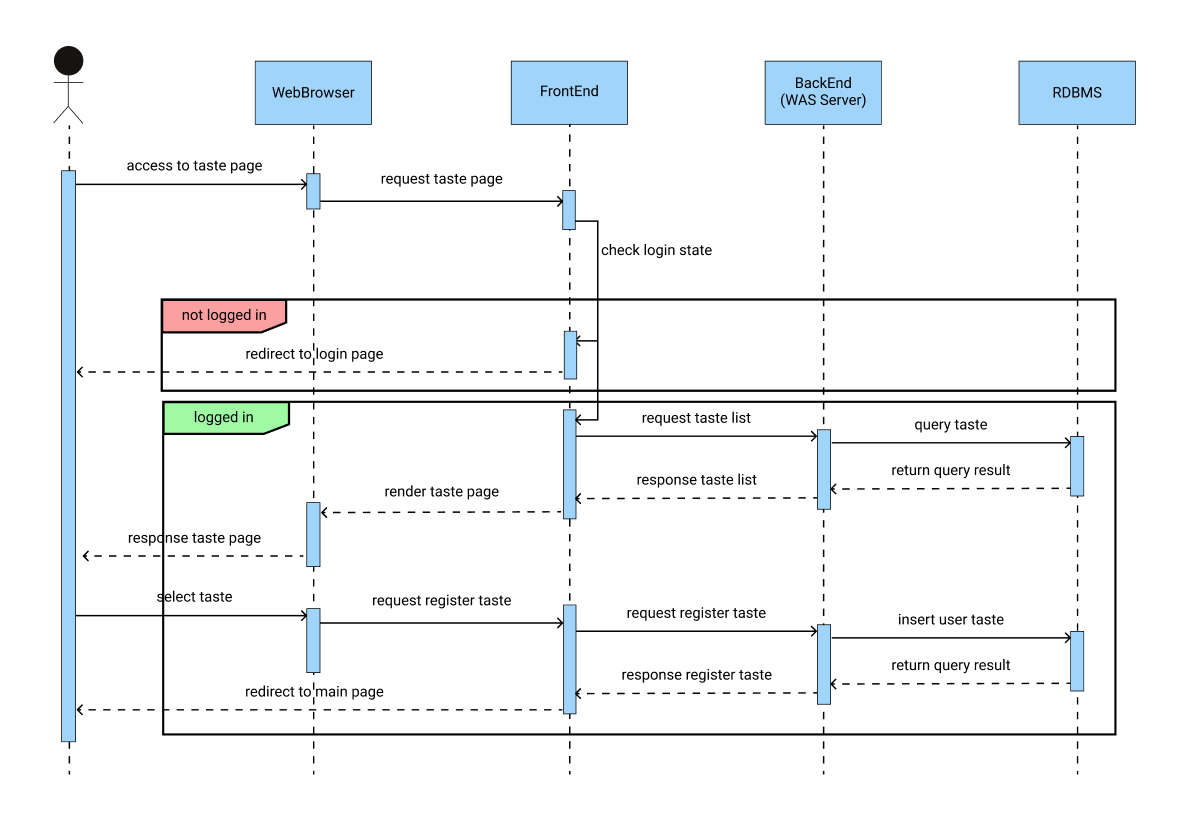 WebBrowser
FrontEnd
BackEnd
(WAS Server)
RDBMS
access to taste page
request taste page
check login state
not logged in
redirect to login page
logged in
request taste list
query taste
return query result
response taste list
render taste page
response taste page
select taste
request register taste
request register taste
insert user taste
return query result
response register taste
redirect to main page